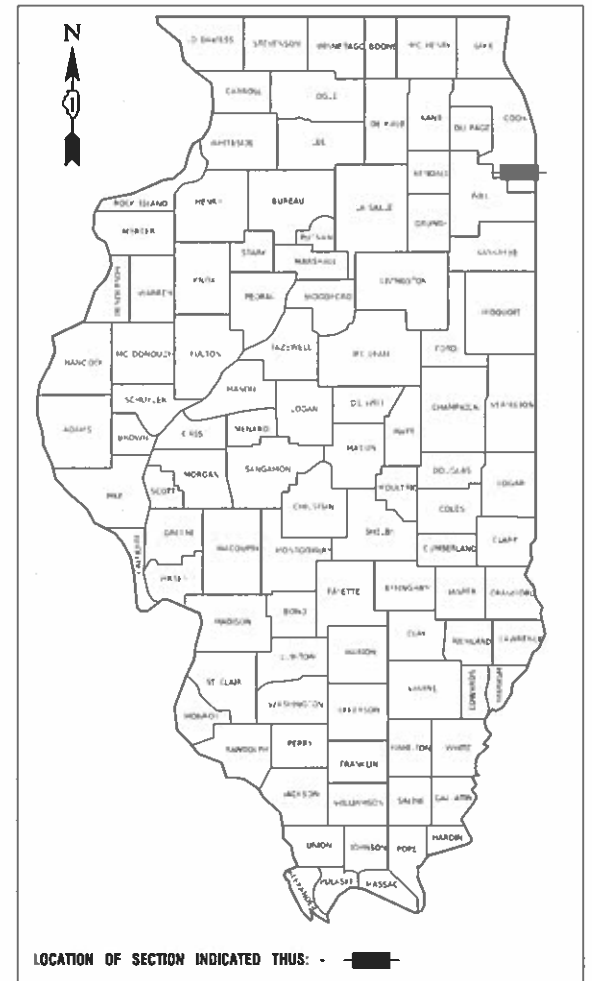 N
STEVENSON
WINNEBAGO BOONE MC HENRY LAKE
CARROLL OGLE
DE KALB KANE DU PAGE COOK
WHITESIDE LEE
KENDALL WILL
ROCK ISLAND HENRY BUREAU LA SALLE GRUNDY
MERCER PUTNAM
STARK MARSHALL KANKAKEE
HENDERSON WARREN KNOX PEORIA WOODFORD LIVINGSTON
IROQUOIS
HANCOCK MC DONOUGH FULTON TAZEWELL MC LEAN FORD
SCHUYLER MASON
LOGAN DE WITT CHAMPAIGN VERMILION
ADAMS BROWN CASS MENARD MACON PIATT
MORGAN SANGAMON DOUGLAS EDGAR
PIKE SCOTT CHRISTIAN MOULTRIE COLES
GREENE MACOUPIN MONTGOMERY SHELBY CUMBERLAND CLARK
CALHOUN JERSEY
FAYETTE EFFINGHAM JASPER CRAWFORD
MADISON BOND CLAY RICHLAND LAWRENCE
CLINTON MARION
ST. CLAIR WAYNE EDWARDS WABASH
WASHINGTON JEFFERSON
MONROE
RANDOLPH PERRY HAMILTON WHITE
FRANKLIN
JACKSON WILLIAMSON SALINE GALLATIN
HARDIN
UNION JOHNSON POPE
ALEXANDER PULASKI MASSAC
LOCATION OF SECTION INDICATED THUS: -